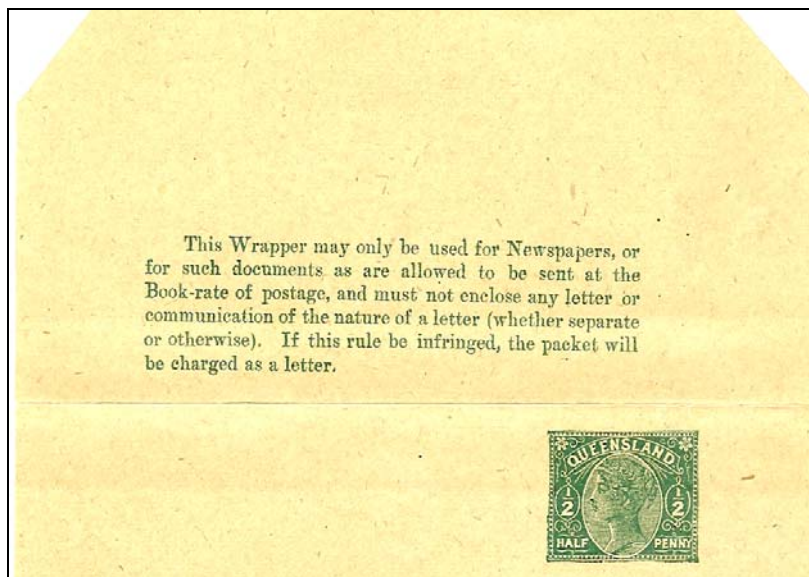 This Wrapper may only be used for Newspapers, or
for such documents as are allowed to be sent at the
Book-rate of postage, and must not enclose any letter or
communication of the nature of a letter (whether separate
or otherwise). If this rule be infringed, the packet will
be charged as a letter.
QUEENSLAND
1/2 1/2
HALF PENNY